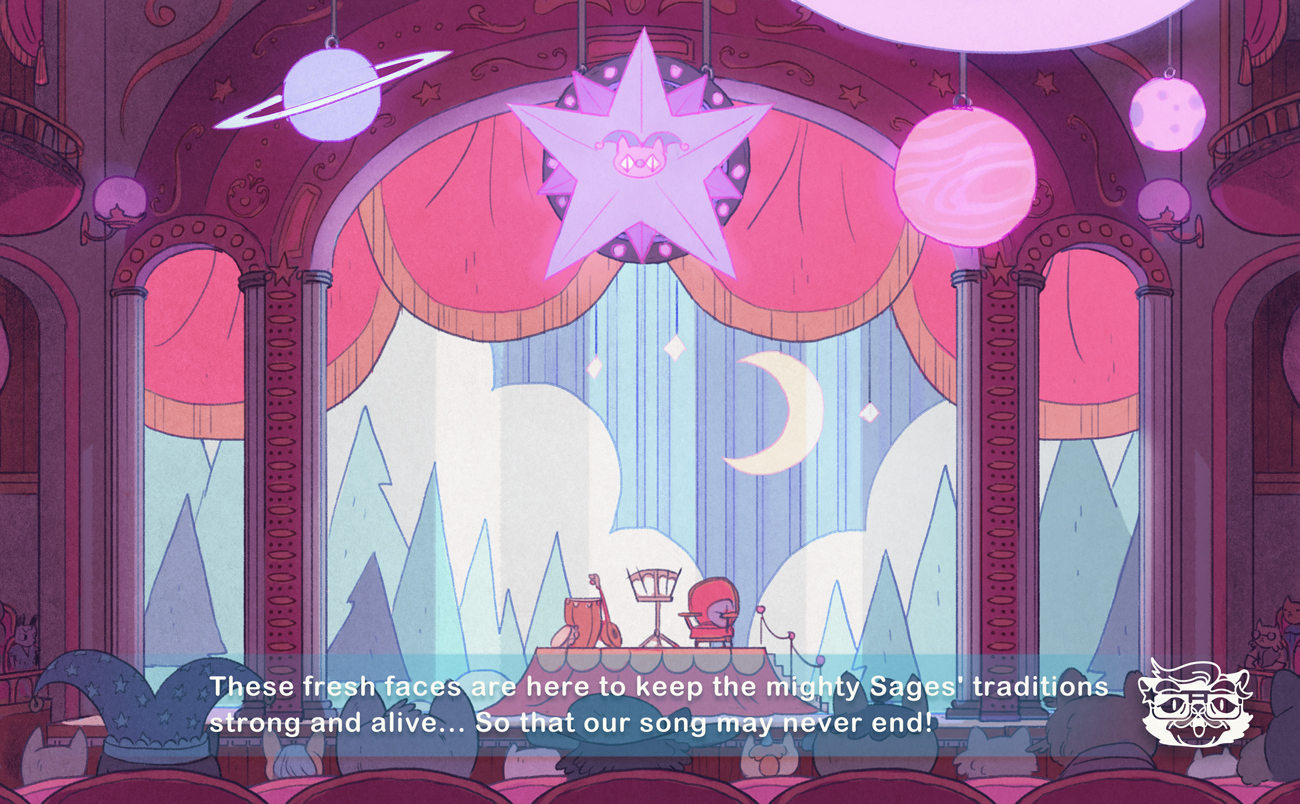 These fresh faces are here to keep the mighty Sages' traditions
strong and alive... So that our song may never end!